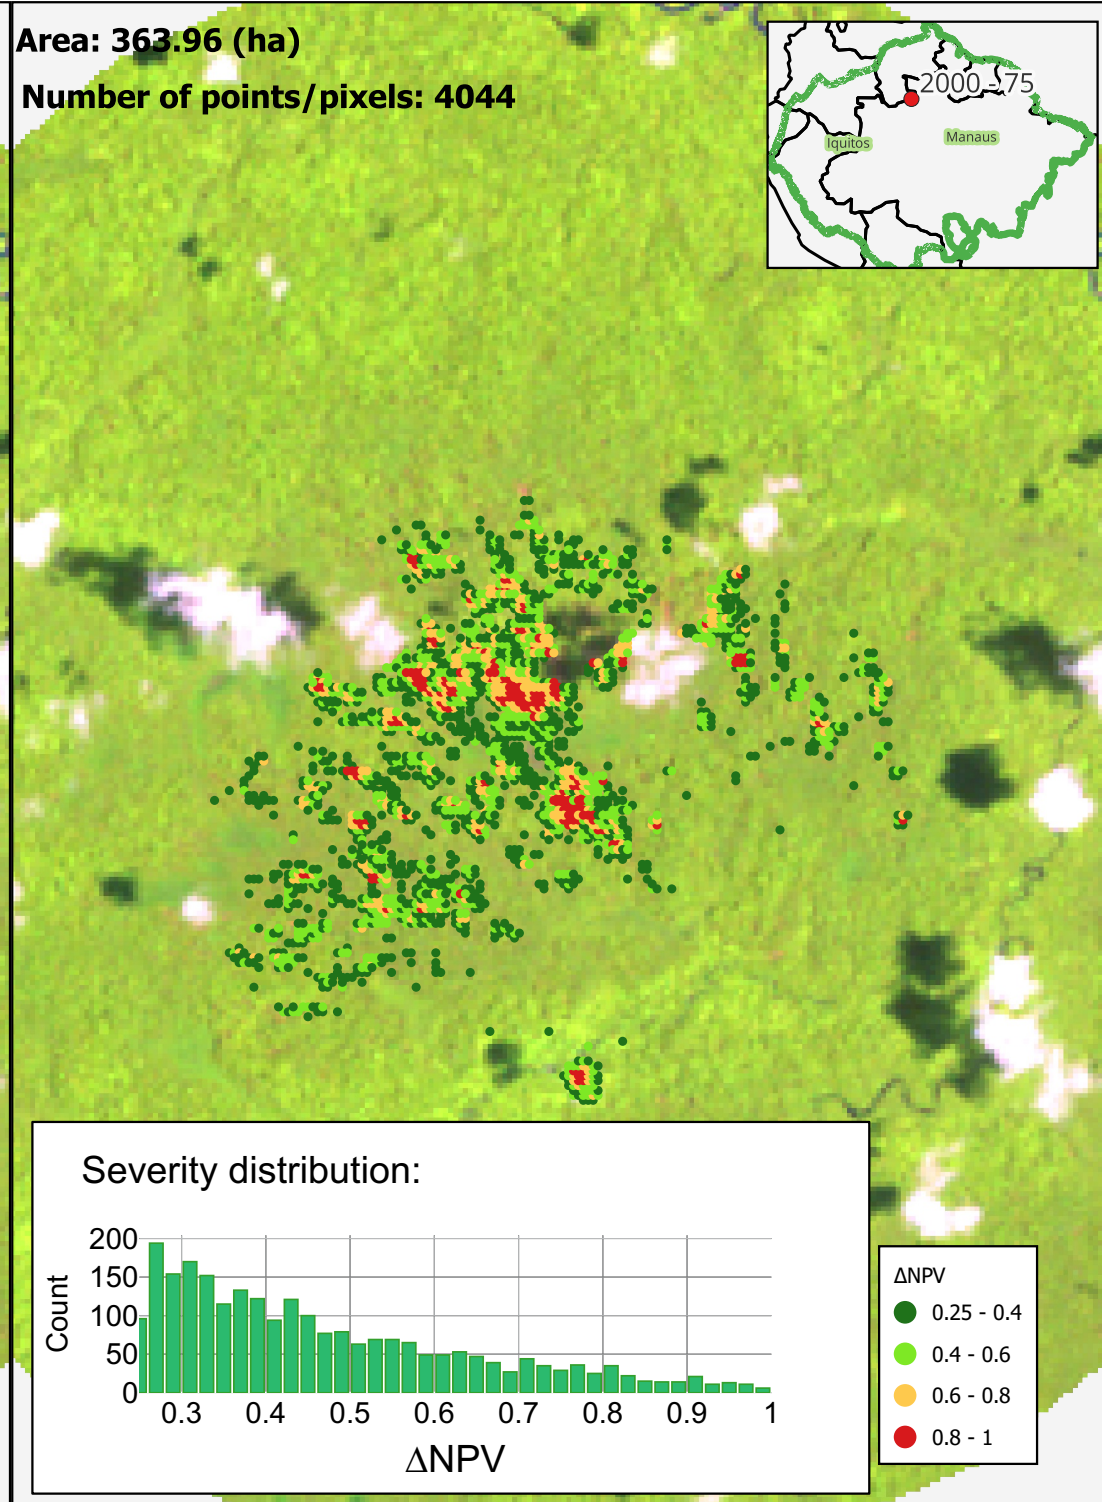 Area: 363.96 (ha)
Number of points/pixels: 4044
2000 - 75
Iquitos
Manaus
Severity distribution:
200
150
100
50
0
Count
0.3 0.4 0.5 0.6 0.7 0.8 0.9 1
ΔNPV
ΔNPV
0.25 - 0.4
0.4 - 0.6
0.6 - 0.8
0.8 - 1